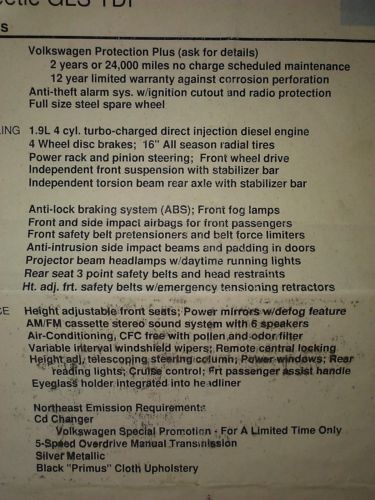 GLS TDI
s
Volkswagen Protection Plus (ask for details)
2 years or 24,000 miles no charge scheduled maintenance
12 year limited warranty against corrosion perforation
Anti-theft alarm sys. w/ignition cutout and radio protection
Full size steel spare wheel
LING 1.9L 4 cyl. turbo-charged direct injection diesel engine
4 Wheel disc brakes; 16" All season radial tires
Power rack and pinion steering; Front wheel drive
Independent front suspension with stabilizer bar
Independent torsion beam rear axle with stabilizer bar
Anti-lock braking system (ABS); Front fog lamps
Front and side impact airbags for front passengers
Front safety belt pretensioners and belt force limiters
Anti-intrusion side impact beams and padding in doors
Projector beam headlamps w/daytime running lights
Rear seat 3 point safety belts and head restraints
Ht. adj. frt. safety belts w/emergency tensioning retractors
CE Height adjustable front seats; Power mirrors w/defog feature
AM/FM cassette stereo sound system with 6 speakers
Air-Conditioning, CFC free with pollen and odor filter
Variable interval windshield wipers; Remote central locking
Height adj, telescoping steering column; Power windows; Rear
reading lights; Cruise control; Frt passenger assist handle
Eyeglass holder integrated into headliner
Northeast Emission Requirement
Cd Changer
Volkswagen Special Promotion - For A Limited Time Only
5-Speed Overdrive Manual Transmission
Silver Metallic
Black "Primus" Cloth Upholstery